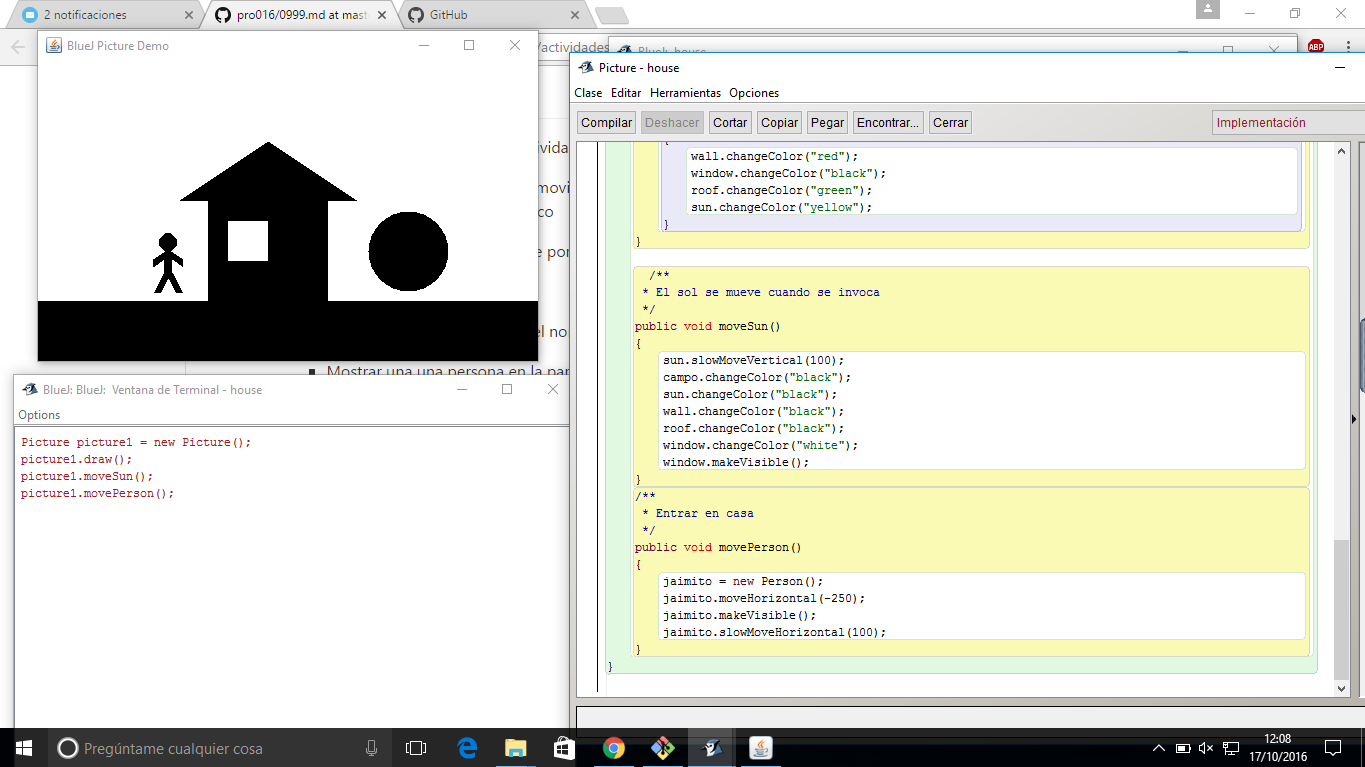 2 notificaciones
pro016/0999.md at mast
GitHub
BlueJ Picture Demo
/actividades
BlueJ: house
ABP
Picture - house
Clase Editar Herramientas Opciones
Compilar Deshacer Cortar Copiar Pegar Encontrar... Cerrar
Implementación
wall.changeColor("red");
window.changeColor("black");
roof.changeColor("green");
sun.changeColor("yellow");
}
}
/**
* El sol se mueve cuando se invoca
*/
public void moveSun()
{
sun.slowMoveVertical(100);
campo.changeColor("black");
sun.changeColor("black");
wall.changeColor("black");
roof.changeColor("black");
window.changeColor("white");
window.makeVisible();
}
/**
* Entrar en casa
*/
public void movePerson()
{
jaimito = new Person();
jaimito.moveHorizontal(-250);
jaimito.makeVisible();
jaimito.slowMoveHorizontal(100);
}
}
Mostrar una una persona en la par
BlueJ: BlueJ: Ventana de Terminal - house
Options
Picture picture1 = new Picture();
picture1.draw();
picture1.moveSun();
picture1.movePerson();
Pregúntame cualquier cosa
12:08
17/10/2016